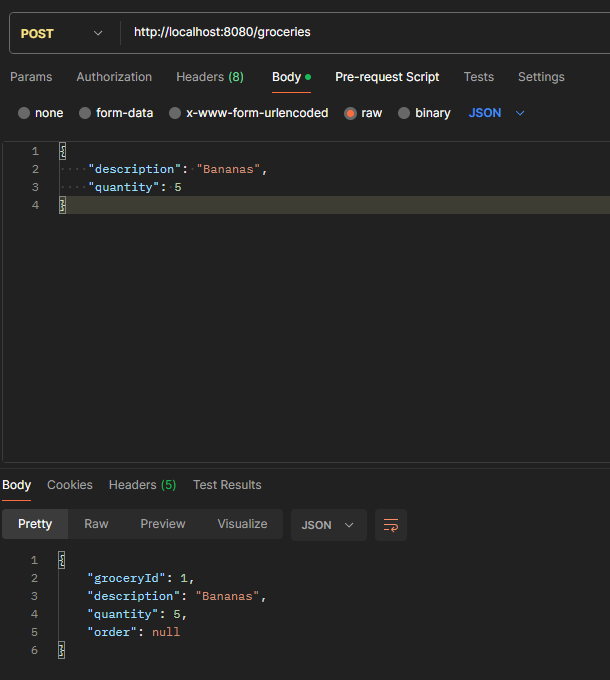 POST http://localhost:8080/groceries
Params Authorization Headers (8) Body Pre-request Script Tests Settings
none form-data x-www-form-urlencoded raw binary JSON
1 {
2 "description": "Bananas",
3 "quantity": 5
4 }
Body Cookies Headers (5) Test Results
Pretty Raw Preview Visualize JSON
1 {
2 "groceryId": 1,
3 "description": "Bananas",
4 "quantity": 5,
5 "order": null
6 }